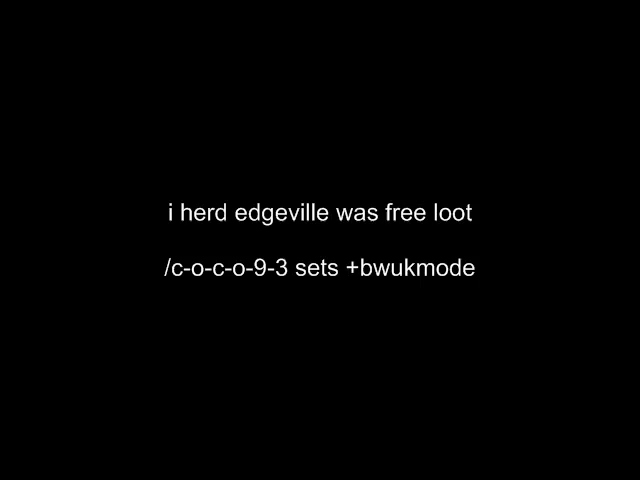 i herd edgeville was free loot
/c-o-c-o-9-3 sets +bwukmode